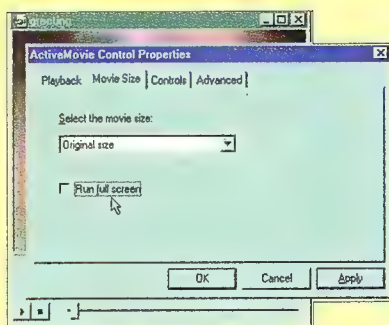 greeting
ActiveMovie Control Properties
Playback Movie Size Controls Advanced
Select the movie size:
Original size
Run full screen
OK Cancel Apply